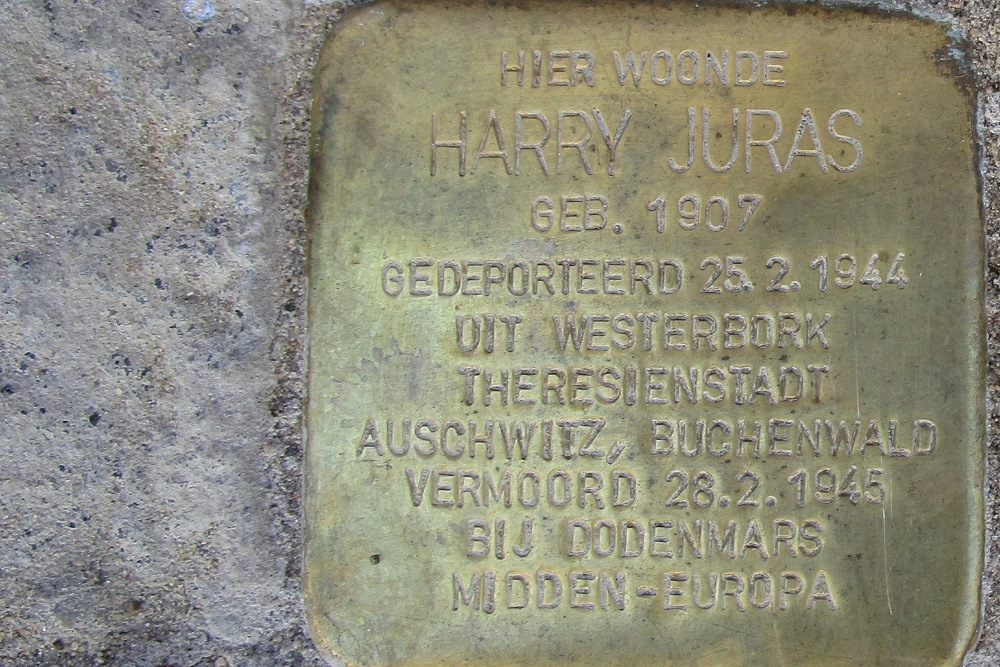 HIER WOONDE
HARRY JURAS
GEB. 1907
GEDEPORTEERD 25.2.1944
UIT WESTERBORK
THERESIENSTADT
AUSCHWITZ, BUCHENWALD
VERMOORD 28.2.1945
BIJ DODENMARS
MIDDEN-EUROPA